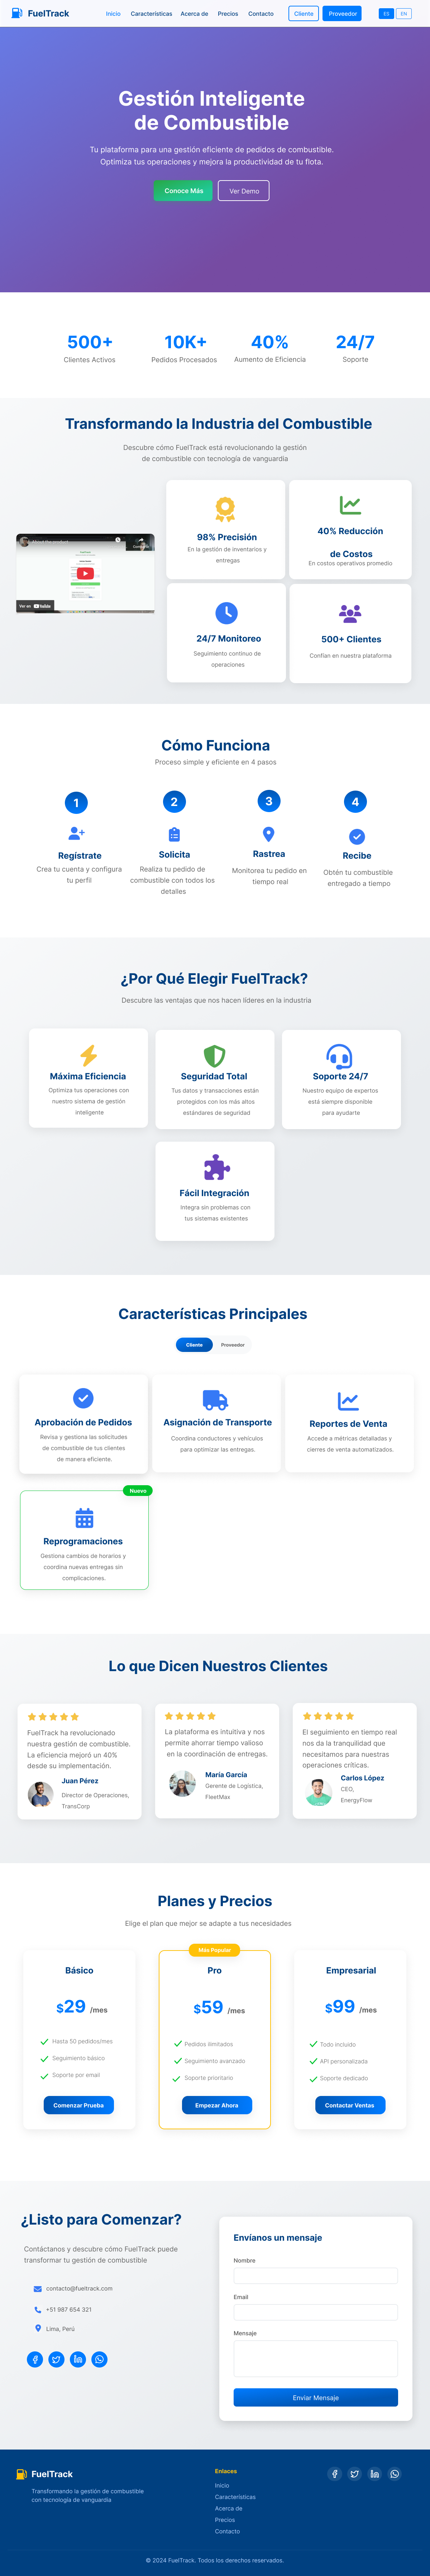 FuelTrack
Inicio
Características
Acerca de
Precios
Contacto
Cliente
Proveedor
ES
EN
Gestión Inteligente
de Combustible
Tu plataforma para una gestión eficiente de pedidos de combustible.
Optimiza tus operaciones y mejora la productividad de tu flota.
Conoce Más
Ver Demo
500+
Clientes Activos
10K+
Pedidos Procesados
40%
Aumento de Eficiencia
24/7
Soporte
Transformando la Industria del Combustible
Descubre cómo FuelTrack está revolucionando la gestión
de combustible con tecnología de vanguardia
Ver en YouTube
98% Precisión
En la gestión de inventarios y
entregas
40% Reducción
de Costos
En costos operativos promedio
24/7 Monitoreo
Seguimiento continuo de
operaciones
500+ Clientes
Confían en nuestra plataforma
Cómo Funciona
Proceso simple y eficiente en 4 pasos
1
Regístrate
Crea tu cuenta y configura
tu perfil
2
Solicita
Realiza tu pedido de
combustible con todos los
detalles
3
Rastrea
Monitorea tu pedido en
tiempo real
4
Recibe
Obtén tu combustible
entregado a tiempo
¿Por Qué Elegir FuelTrack?
Descubre las ventajas que nos hacen líderes en la industria
Máxima Eficiencia
Optimiza tus operaciones con
nuestro sistema de gestión
inteligente
Seguridad Total
Tus datos y transacciones están
protegidos con los más altos
estándares de seguridad
Soporte 24/7
Nuestro equipo de expertos
está siempre disponible
para ayudarte
Fácil Integración
Integra sin problemas con
tus sistemas existentes
Características Principales
Cliente
Proveedor
Aprobación de Pedidos
Revisa y gestiona las solicitudes
de combustible de tus clientes
de manera eficiente.
Asignación de Transporte
Coordina conductores y vehículos
para optimizar las entregas.
Reportes de Venta
Accede a métricas detalladas y
cierres de venta automatizados.
Nuevo
Reprogramaciones
Gestiona cambios de horarios y
coordina nuevas entregas sin
complicaciones.
Lo que Dicen Nuestros Clientes
FuelTrack ha revolucionado
nuestra gestión de combustible.
La eficiencia mejoró un 40%
desde su implementación.
Juan Pérez
Director de Operaciones,
TransCorp
La plataforma es intuitiva y nos
permite ahorrar tiempo valioso
en la coordinación de entregas.
María García
Gerente de Logística,
FleetMax
El seguimiento en tiempo real
nos da la tranquilidad que
necesitamos para nuestras
operaciones críticas.
Carlos López
CEO,
EnergyFlow
Planes y Precios
Elige el plan que mejor se adapte a tus necesidades
Básico
$29 /mes
Hasta 50 pedidos/mes
Seguimiento básico
Soporte por email
Comenzar Prueba
Más Popular
Pro
$59 /mes
Pedidos ilimitados
Seguimiento avanzado
Soporte prioritario
Empezar Ahora
Empresarial
$99 /mes
Todo incluido
API personalizada
Soporte dedicado
Contactar Ventas
¿Listo para Comenzar?
Contáctanos y descubre cómo FuelTrack puede
transformar tu gestión de combustible
contacto@fueltrack.com
+51 987 654 321
Lima, Perú
Envíanos un mensaje
Nombre
Email
Mensaje
Enviar Mensaje
FuelTrack
Transformando la gestión de combustible
con tecnología de vanguardia
Enlaces
Inicio
Características
Acerca de
Precios
Contacto
© 2024 FuelTrack. Todos los derechos reservados.